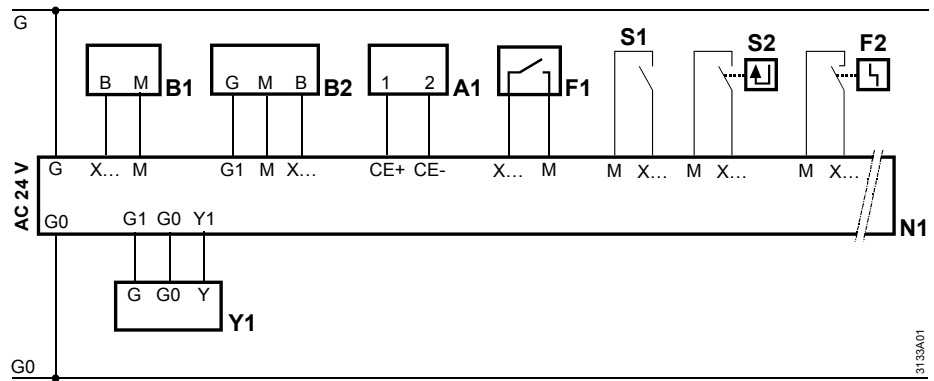 G
S1 S2 F2
B M B1
G M B B2
1 2 A1
F1
AC 24 V
G X... M G1 M X... CE+ CE- X... M M X... M X... M X...
G0 G1 G0 Y1
N1
G G0 Y
Y1
G0
3133A01